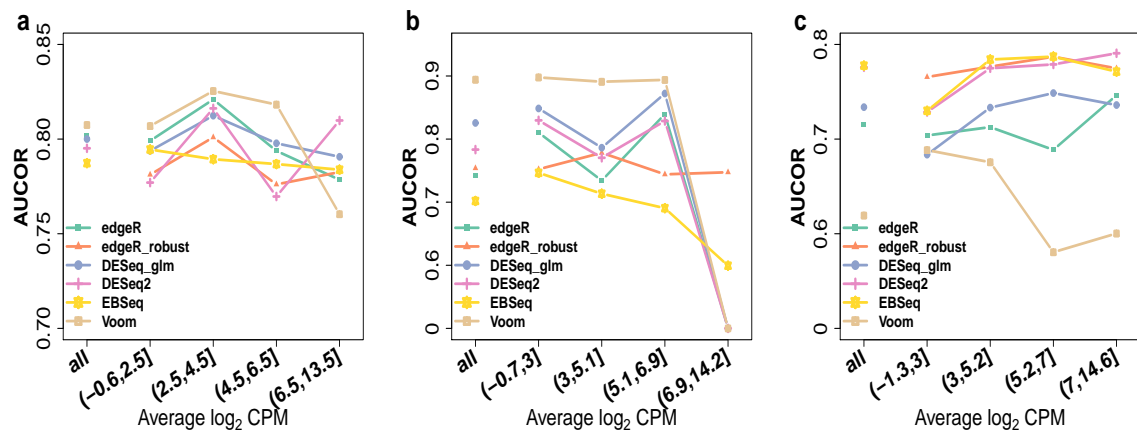 a
AUCOR
0.85
0.80
0.75
0.70
edgeR
edgeR_robust
DESeq_glm
DESeq2
EBSeq
Voom
all
(−0.6,2.5]
(2.5,4.5]
(4.5,6.5]
(6.5,13.5]
Average log2 CPM
b
AUCOR
0.9
0.8
0.7
0.6
0
edgeR
edgeR_robust
DESeq_glm
DESeq2
EBSeq
Voom
all
(−0.7,3]
(3,5.1]
(5.1,6.9]
(6.9,14.2]
Average log2 CPM
c
AUCOR
0.8
0.7
0.6
0
edgeR
edgeR_robust
DESeq_glm
DESeq2
EBSeq
Voom
all
(−1.3,3]
(3,5.2]
(5.2,7]
(7,14.6]
Average log2 CPM